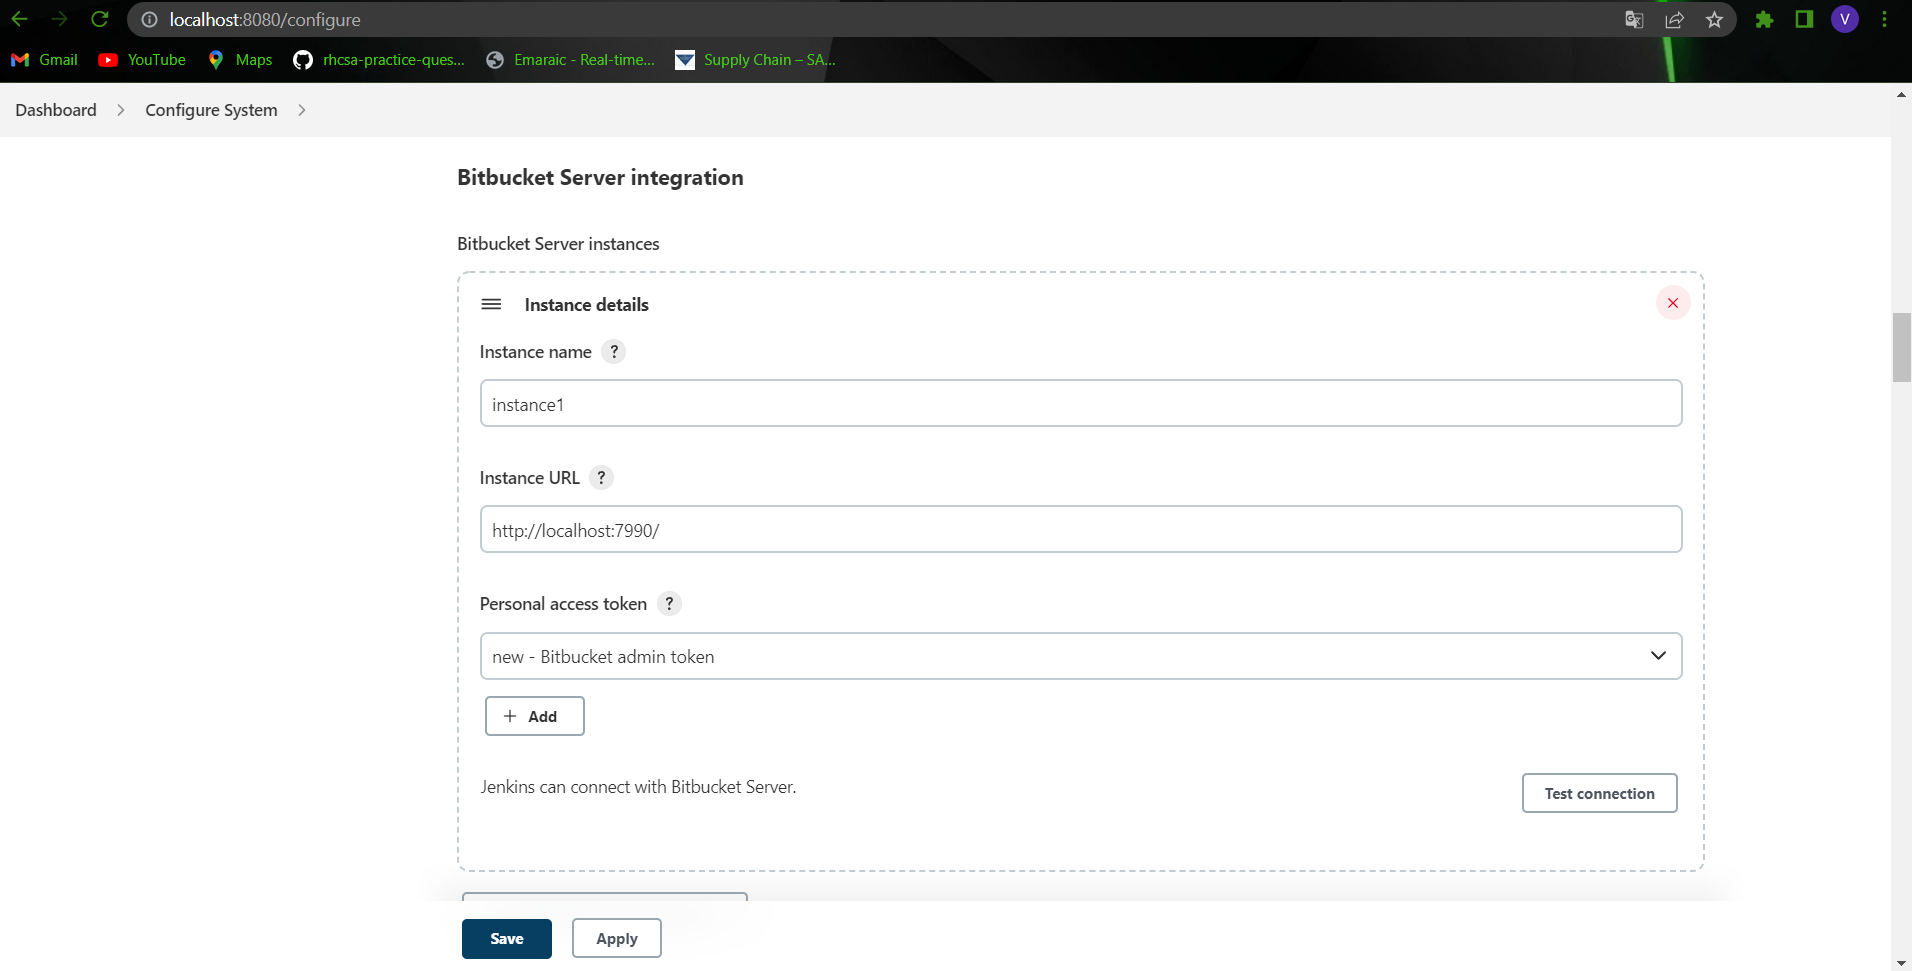 localhost:8080/configure
V
Gmail
YouTube
Maps
rhcsa-practice-ques...
Emaraic - Real-time...
Supply Chain – SA...
Dashboard
Configure System
Bitbucket Server integration
Bitbucket Server instances
Instance details
Instance name ?
instance1
Instance URL ?
http://localhost:7990/
Personal access token ?
new - Bitbucket admin token
Add
Jenkins can connect with Bitbucket Server.
Test connection
Save
Apply